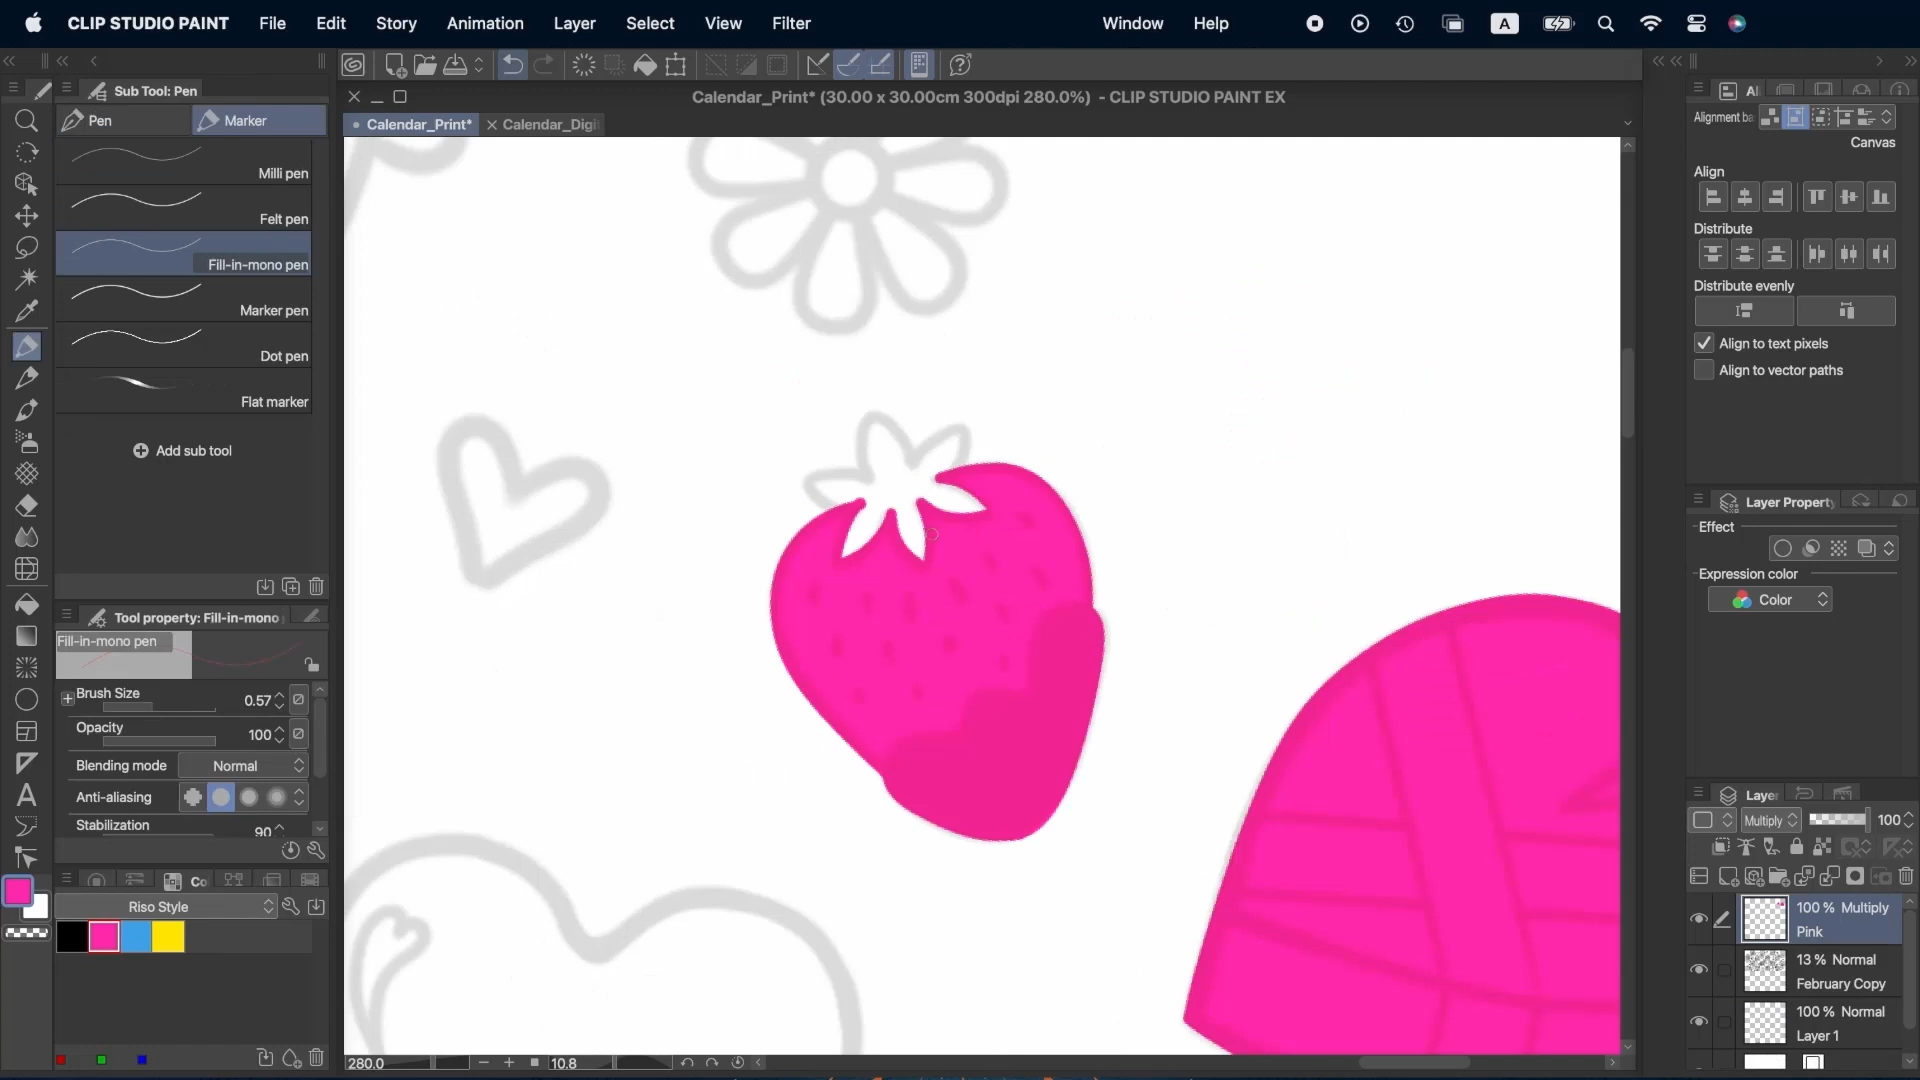 CLIP STUDIO PAINT File Edit Story Animation Layer Select View Filter Window Help A
Sub Tool: Pen
Calendar_Print* (30.00 x 30.00cm 300dpi 280.0%) - CLIP STUDIO PAINT EX
Pen Marker
Calendar_Print* Calendar_Digi
Milli pen
Felt pen
Fill-in-mono pen
Marker pen
Dot pen
Flat marker
Add sub tool
Tool property: Fill-in-mono
Fill-in-mono pen
Brush Size 0.57
Opacity 100
Blending mode Normal
Anti-aliasing
Stabilization 90
Co
Riso Style
280.0 10.8
Al
Alignment ba
Canvas
Align
Distribute
Distribute evenly
Align to text pixels
Align to vector paths
Layer Property
Effect
Expression color
Color
Layer
Multiply 100
100 % Multiply
Pink
13 % Normal
February Copy
100 % Normal
Layer 1